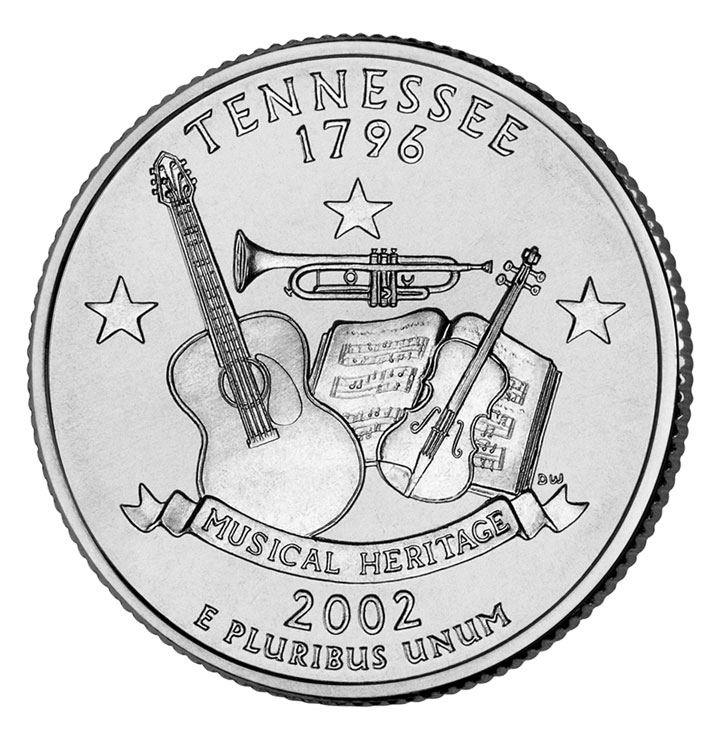 TENNESSEE
1796
DW
MUSICAL HERITAGE
2002
E PLURIBUS UNUM